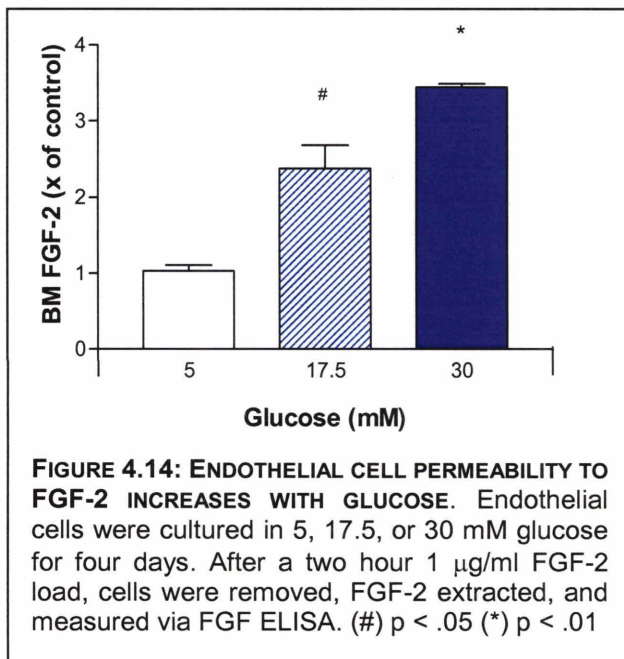 *
#
4
3
2
1
0
BM FGF-2 (x of control)
5 17.5 30
Glucose (mM)
FIGURE 4.14: ENDOTHELIAL CELL PERMEABILITY TO
FGF-2 INCREASES WITH GLUCOSE. Endothelial
cells were cultured in 5, 17.5, or 30 mM glucose
for four days. After a two hour 1 μg/ml FGF-2
load, cells were removed, FGF-2 extracted, and
measured via FGF ELISA. (#) p < .05 (*) p < .01